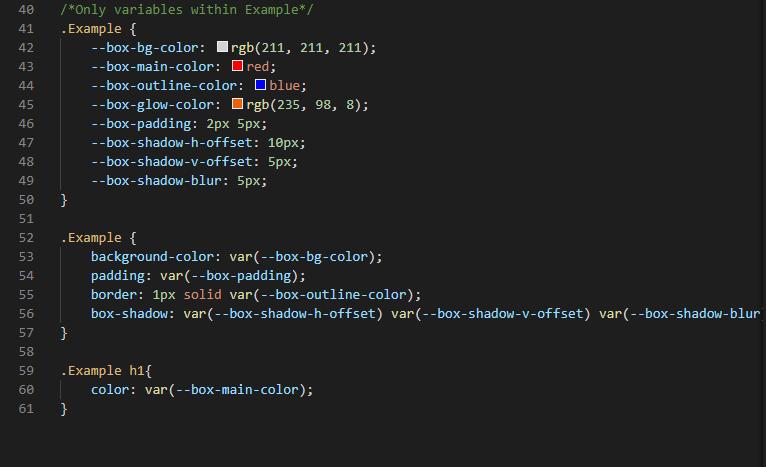 40 /*Only variables within Example*/
41 .Example {
42 --box-bg-color: rgb(211, 211, 211);
43 --box-main-color: red;
44 --box-outline-color: blue;
45 --box-glow-color: rgb(235, 98, 8);
46 --box-padding: 2px 5px;
47 --box-shadow-h-offset: 10px;
48 --box-shadow-v-offset: 5px;
49 --box-shadow-blur: 5px;
50 }
51
52 .Example {
53 background-color: var(--box-bg-color);
54 padding: var(--box-padding);
55 border: 1px solid var(--box-outline-color);
56 box-shadow: var(--box-shadow-h-offset) var(--box-shadow-v-offset) var(--box-shadow-blur
57 }
58
59 .Example h1{
60 color: var(--box-main-color);
61 }